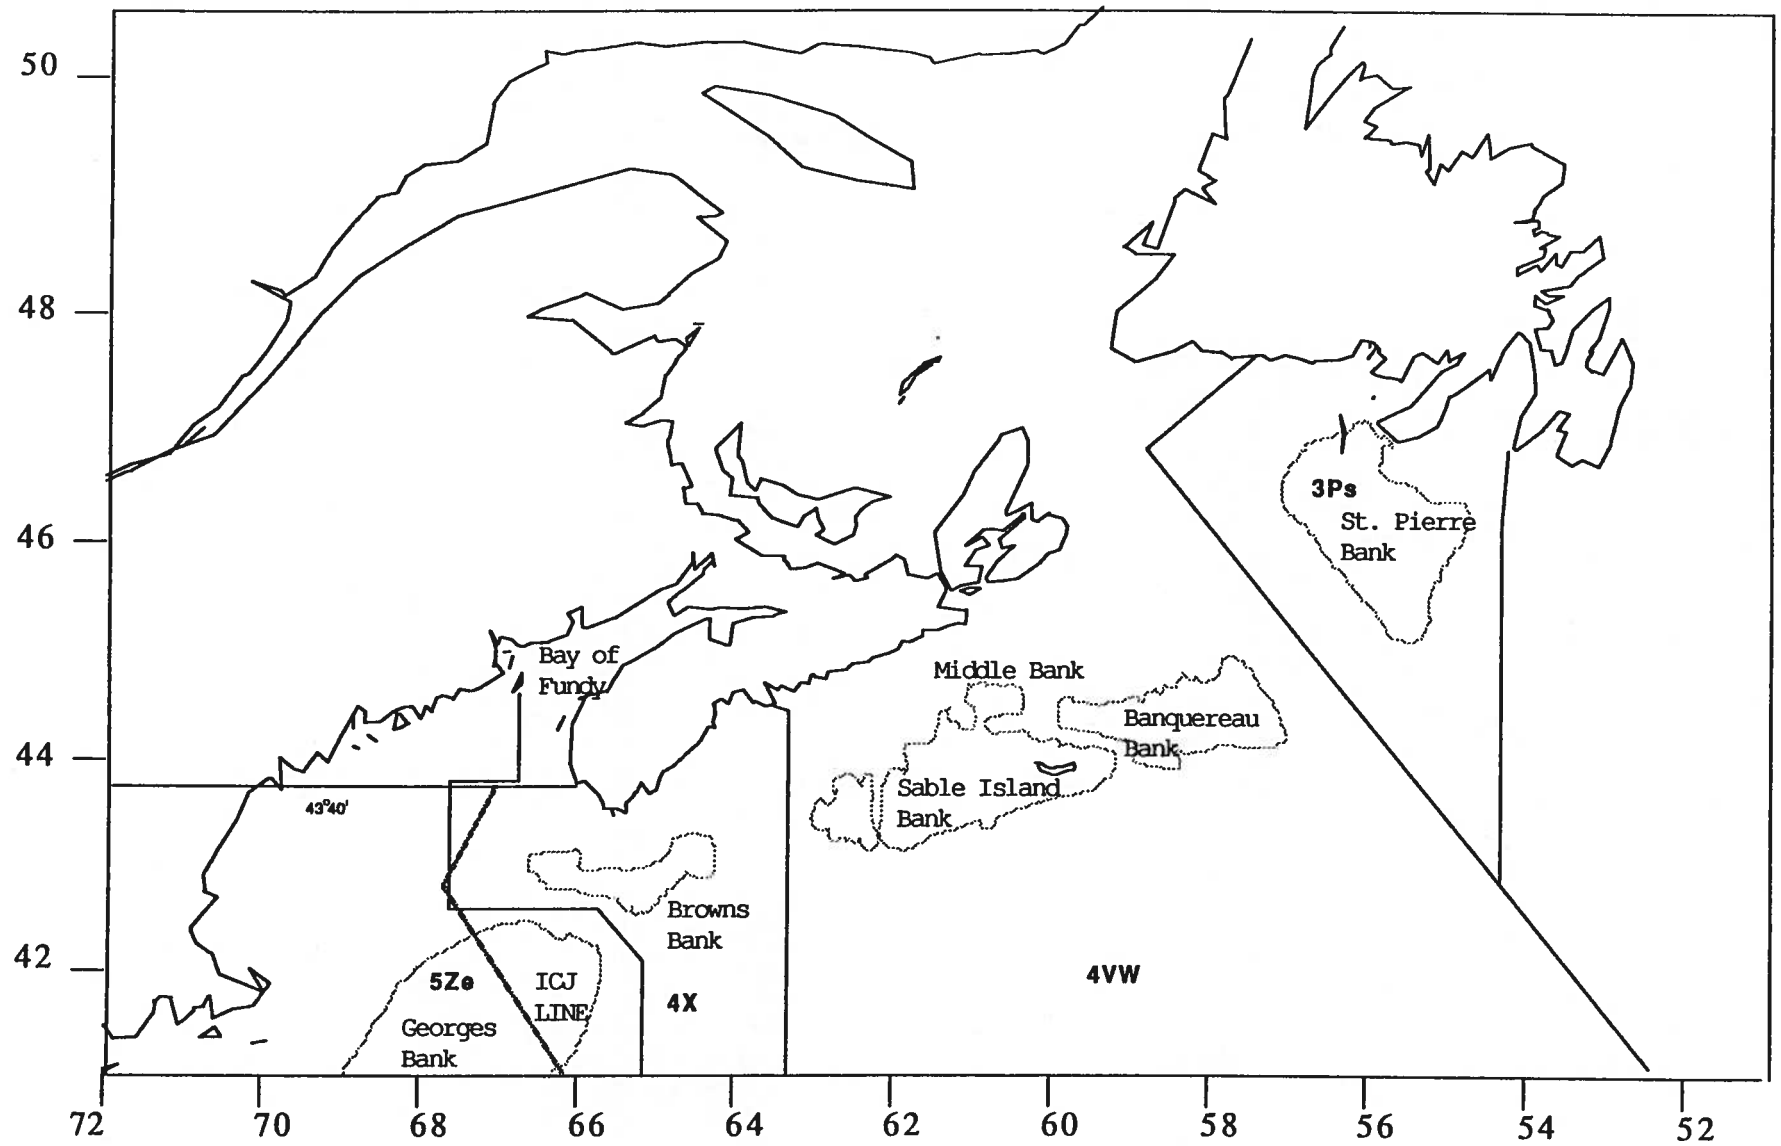 50
48
46
44
42
3Ps
St. Pierre
Bank
Bay of
Fundy
Middle Bank
Banquereau
Bank
Sable Island
Bank
43°40'
Browns
Bank
5Ze
ICJ
LINE
4X
4VW
Georges
Bank
72 70 68 66 64 62 60 58 56 54 52